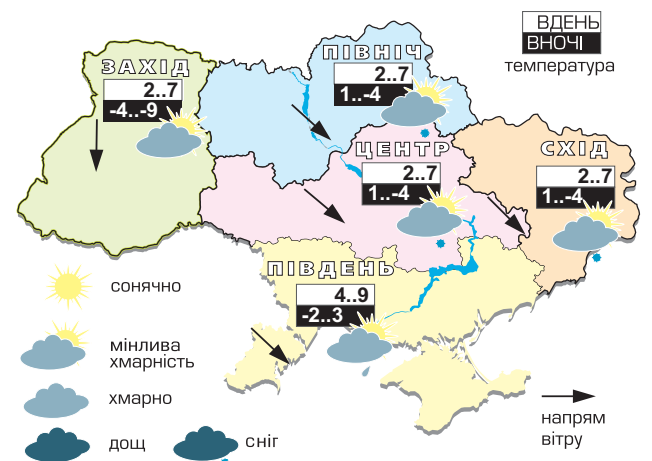 ВДЕНЬ
ВНОЧІ
температура
ПІВНІЧ
2..7
1..-4
ЗАХІД
2..7
-4..-9
ЦЕНТР
2..7
1..-4
СХІД
2..7
1..-4
ПІВДЕНЬ
4..9
-2..3
сонячно
мінлива
хмарність
хмарно
дощ
сніг
напрям
вітру